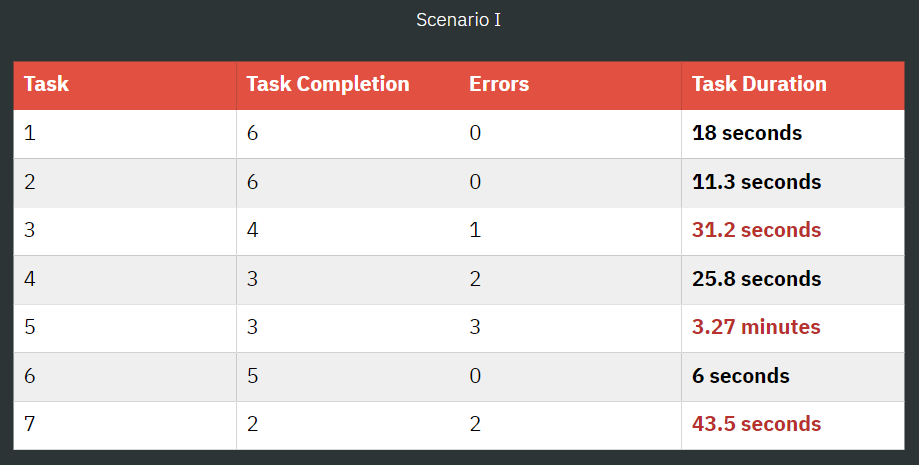 Scenario I
Task Task Completion Errors Task Duration
1 6 0 18 seconds
2 6 0 11.3 seconds
3 4 1 31.2 seconds
4 3 2 25.8 seconds
5 3 3 3.27 minutes
6 5 0 6 seconds
7 2 2 43.5 seconds